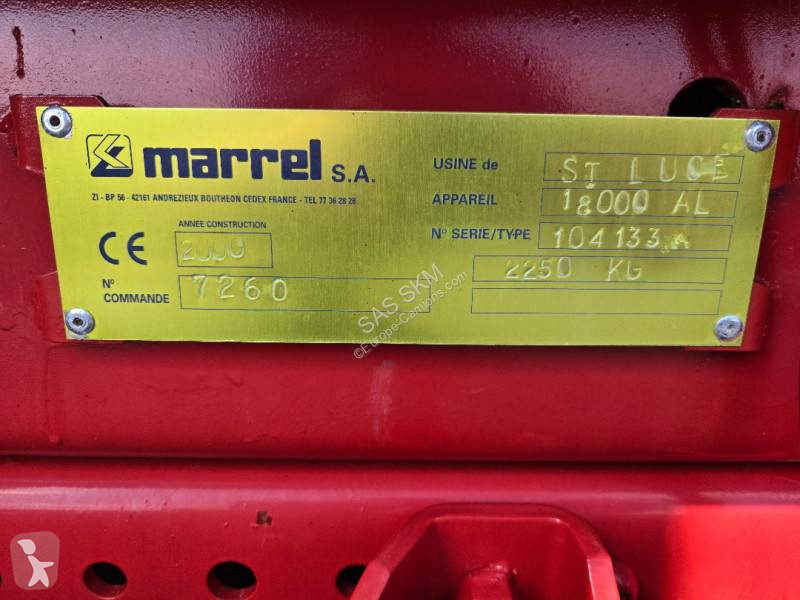 marrel S.A.
ZI - BP 56 - 42161 ANDREZIEUX BOUTHEON CEDEX FRANCE - TEL 77 36 28 28
CE
ANNÉE CONSTRUCTION
N° COMMANDE 7260
USINE de ST LUCE
APPAREIL 18000 AL
N° SERIE/TYPE 104133 A
2250 KG
SAS SKM
©Europe-Camions.com